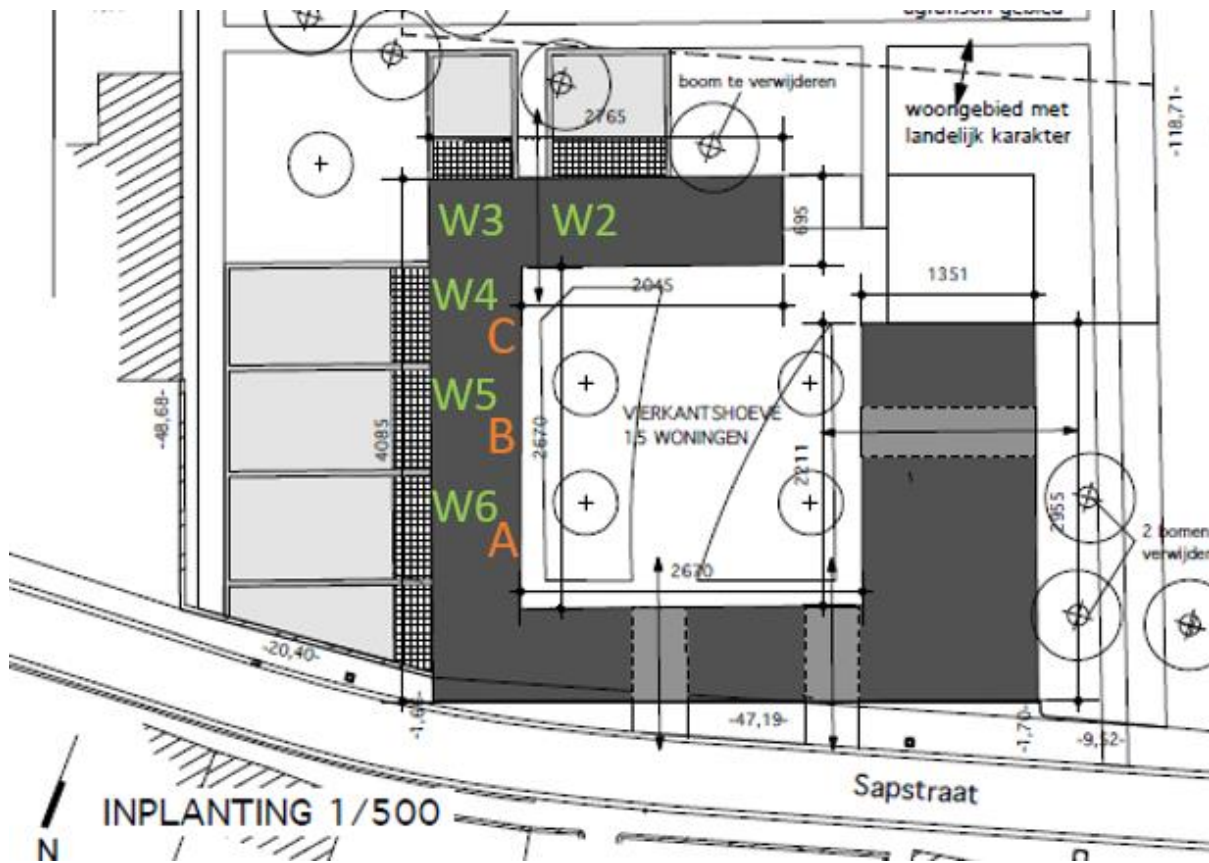 agrarisch gebied
boom te verwijderen
woongebied met
landelijk karakter
-118,71-
2765
W3
W2
695
W4
2045
1351
C
W5
VIERKANTSHOEVE
15 WONINGEN
-48,68-
4085
B
2670
2211
W6
A
2955
2 bomen
verwijder
2670
-20,40-
-1,6
-47,19-
-1,70-
-9,52-
Sapstraat
INPLANTING 1/500
N